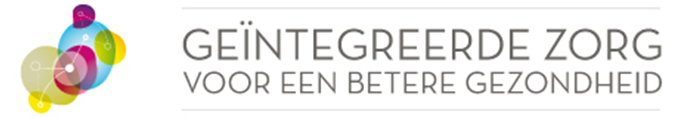 GEÏNTEGREERDE ZORG
VOOR EEN BETERE GEZONDHEID